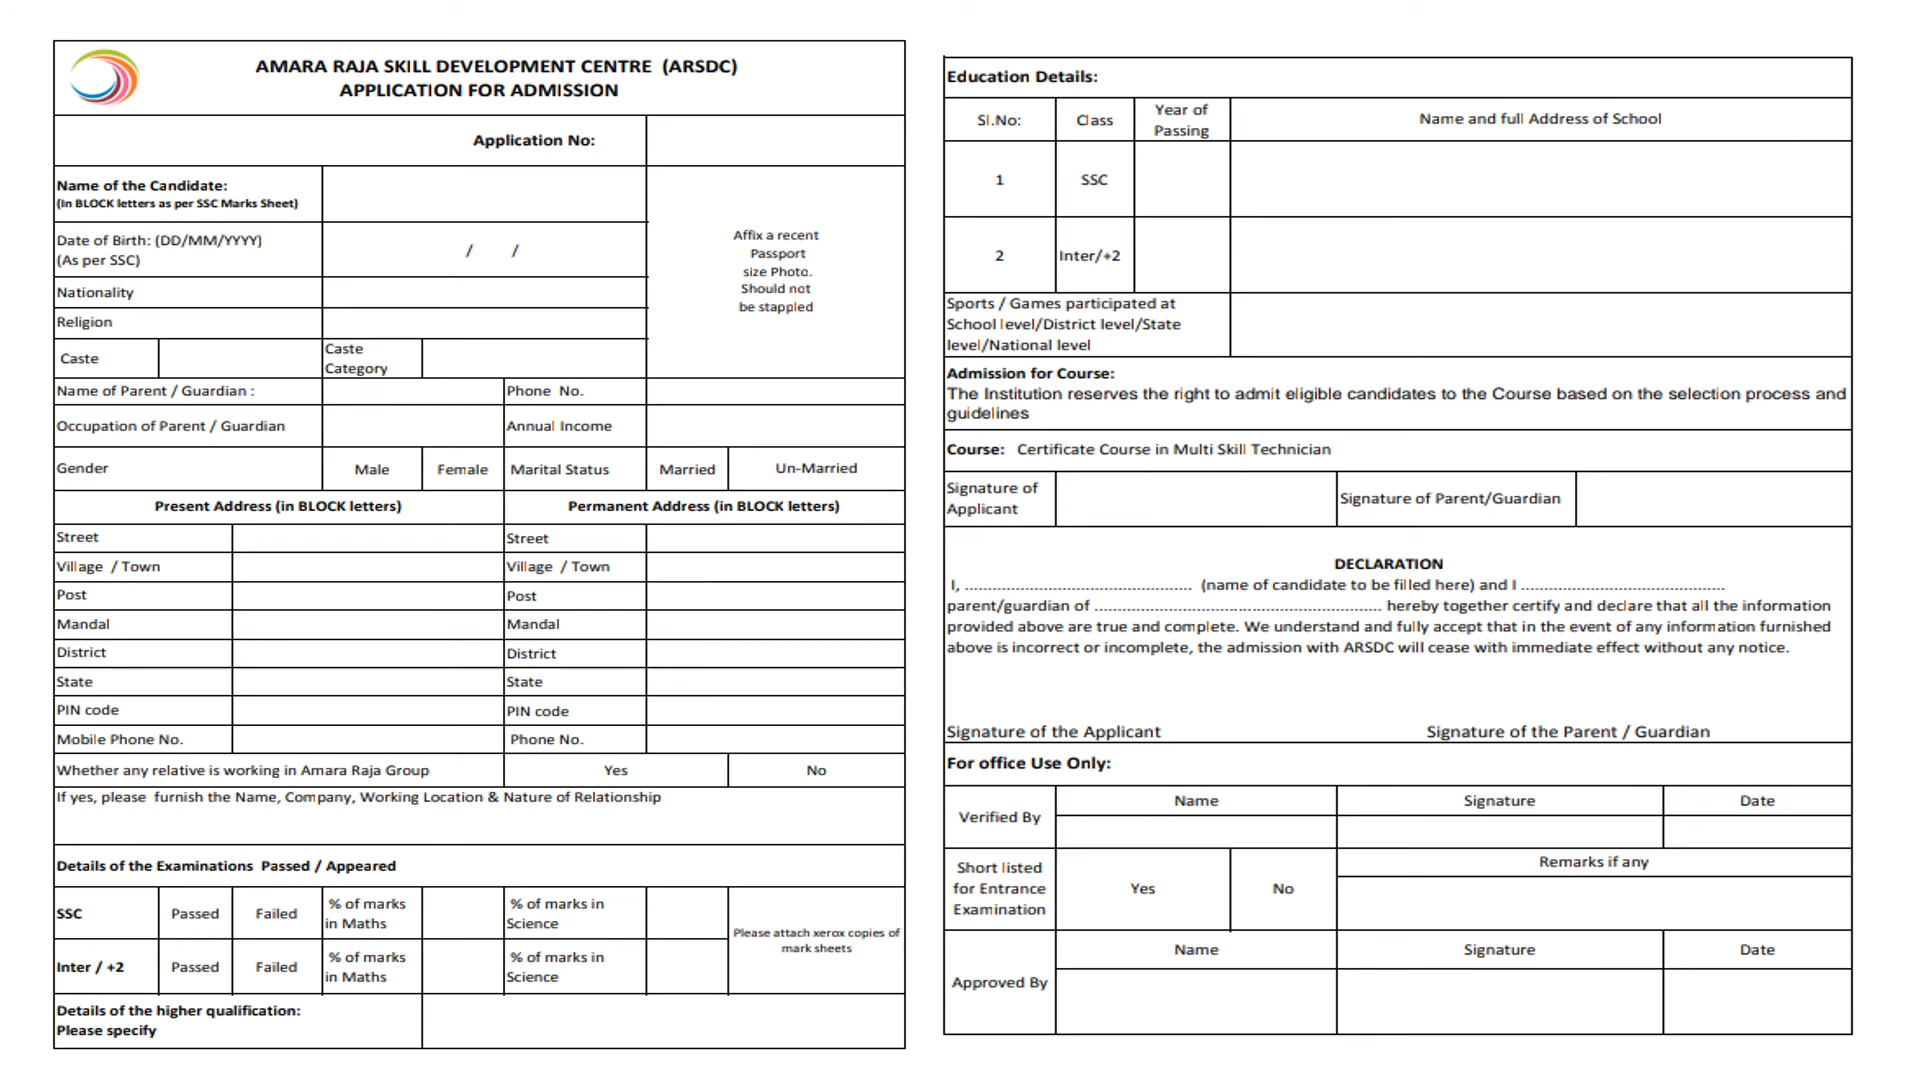 AMARA RAJA SKILL DEVELOPMENT CENTRE (ARSDC)
APPLICATION FOR ADMISSION
Application No:
Name of the Candidate:
(In BLOCK letters as per SSC Marks Sheet)
Date of Birth: (DD/MM/YYYY)
(As per SSC)
/ /
Affix a recent
Passport
size Photo.
Should not
be stappled
Nationality
Religion
Caste
Caste
Category
Name of Parent / Guardian :
Phone No.
Occupation of Parent / Guardian
Annual Income
Gender
Male
Female
Marital Status
Married
Un-Married
Present Address (in BLOCK letters)
Permanent Address (in BLOCK letters)
Street
Street
Village / Town
Village / Town
Post
Post
Mandal
Mandal
District
District
State
State
PIN code
PIN code
Mobile Phone No.
Phone No.
Whether any relative is working in Amara Raja Group
Yes
No
If yes, please furnish the Name, Company, Working Location & Nature of Relationship
Details of the Examinations Passed / Appeared
SSC
Passed
Failed
% of marks
in Maths
% of marks in
Science
Please attach xerox copies of
mark sheets
Inter / +2
Passed
Failed
% of marks
in Maths
% of marks in
Science
Details of the higher qualification:
Please specify
Education Details:
Sl.No:
Class
Year of
Passing
Name and full Address of School
1
SSC
2
Inter/+2
Sports / Games participated at
School level/District level/State
level/National level
Admission for Course:
The Institution reserves the right to admit eligible candidates to the Course based on the selection process and
guidelines
Course: Certificate Course in Multi Skill Technician
Signature of
Applicant
Signature of Parent/Guardian
DECLARATION
I, ................................................ (name of candidate to be filled here) and I ...........................................
parent/guardian of ............................................................. hereby together certify and declare that all the information
provided above are true and complete. We understand and fully accept that in the event of any information furnished
above is incorrect or incomplete, the admission with ARSDC will cease with immediate effect without any notice.
Signature of the Applicant
Signature of the Parent / Guardian
For office Use Only:
Verified By
Name
Signature
Date
Short listed
for Entrance
Examination
Yes
No
Remarks if any
Approved By
Name
Signature
Date